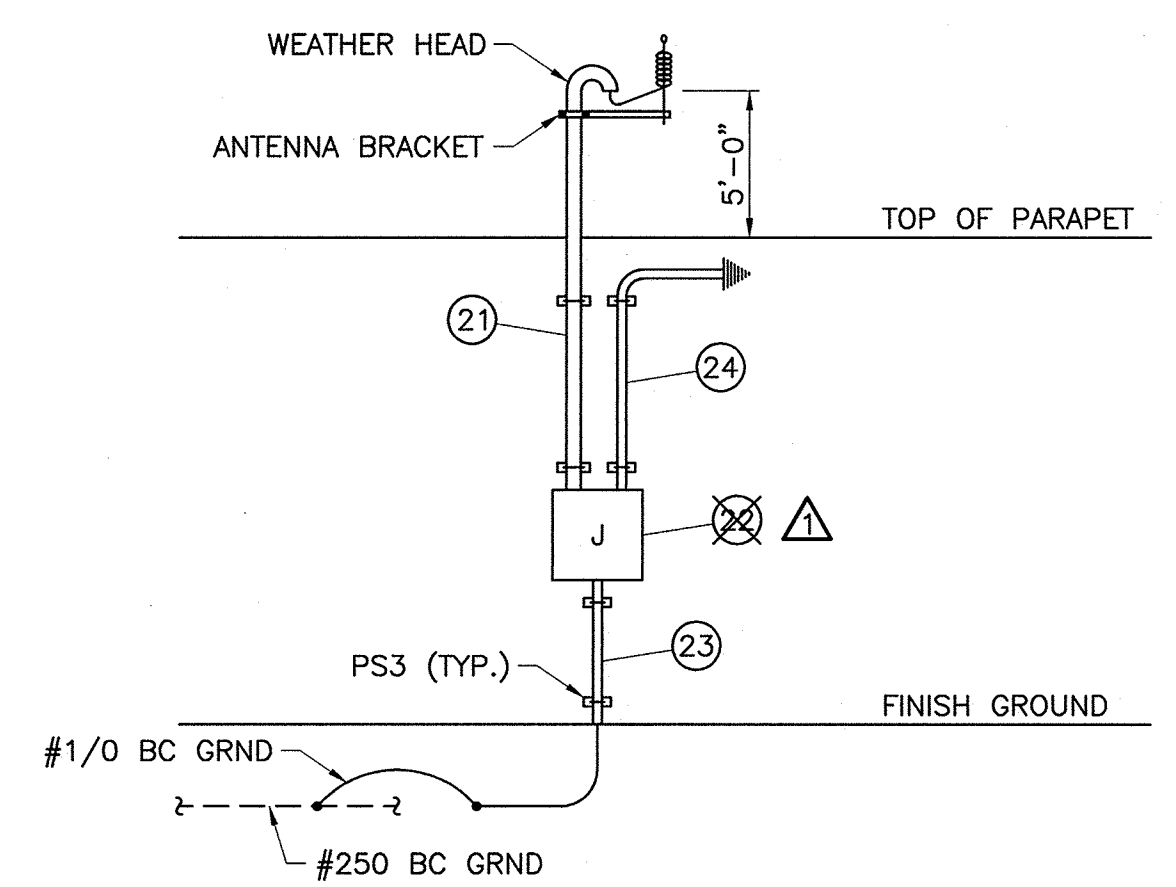 WEATHER HEAD
ANTENNA BRACKET
5'-0"
TOP OF PARAPET
21
24
J
22
1
PS3 (TYP.)
23
FINISH GROUND
#1/0 BC GRND
#250 BC GRND